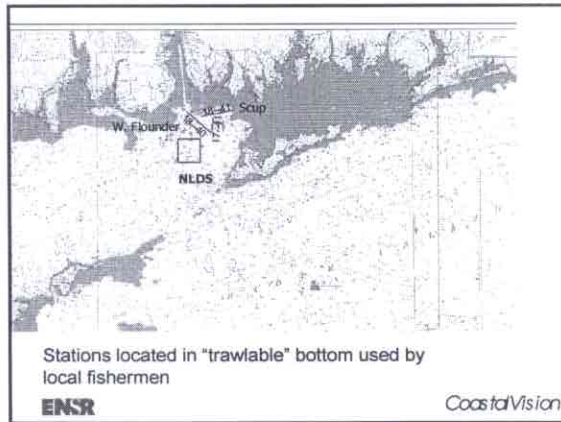 Scup
W. Flounder
NLDS
Stations located in "trawlable" bottom used by
local fishermen
ENSR
CoastalVision